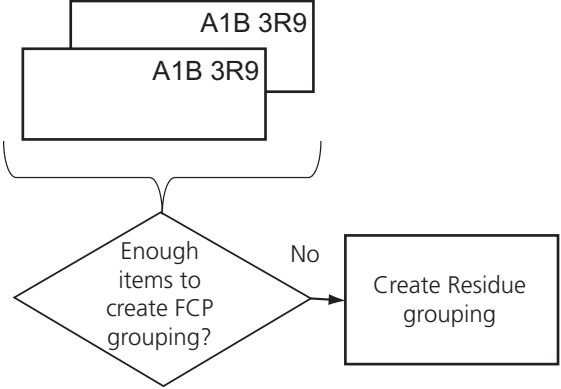 A1B 3R9
A1B 3R9
Enough
items to
create FCP
grouping?
No
Create Residue
grouping